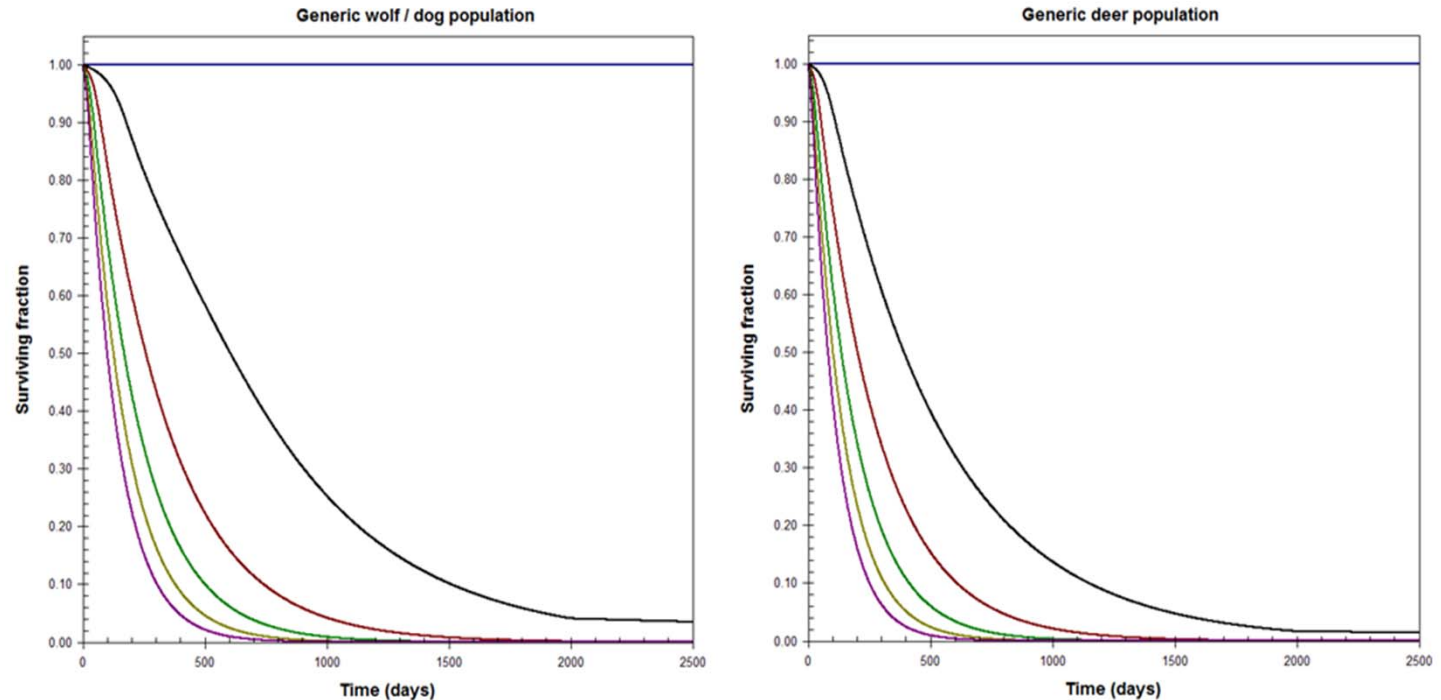 Generic wolf / dog population
1.00
0.90
0.80
0.70
0.60
0.50
0.40
0.30
0.20
0.10
0.00
Surviving fraction
0 500 1000 1500 2000 2500
Time (days)
Generic deer population
1.00
0.90
0.80
0.70
0.60
0.50
0.40
0.30
0.20
0.10
0.00
Surviving fraction
0 500 1000 1500 2000 2500
Time (days)